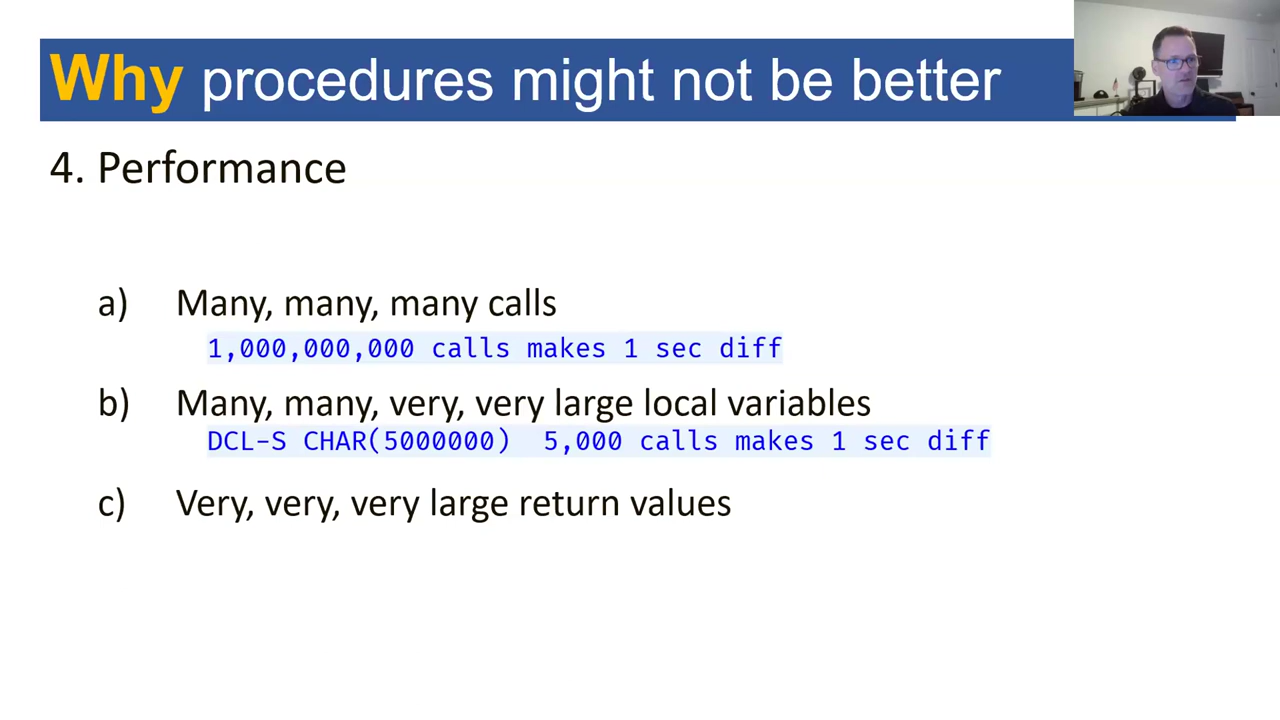 Why procedures might not be better
4. Performance
a) Many, many, many calls
1,000,000,000 calls makes 1 sec diff
b) Many, many, very, very large local variables
DCL-S CHAR(5000000)  5,000 calls makes 1 sec diff
c) Very, very, very large return values